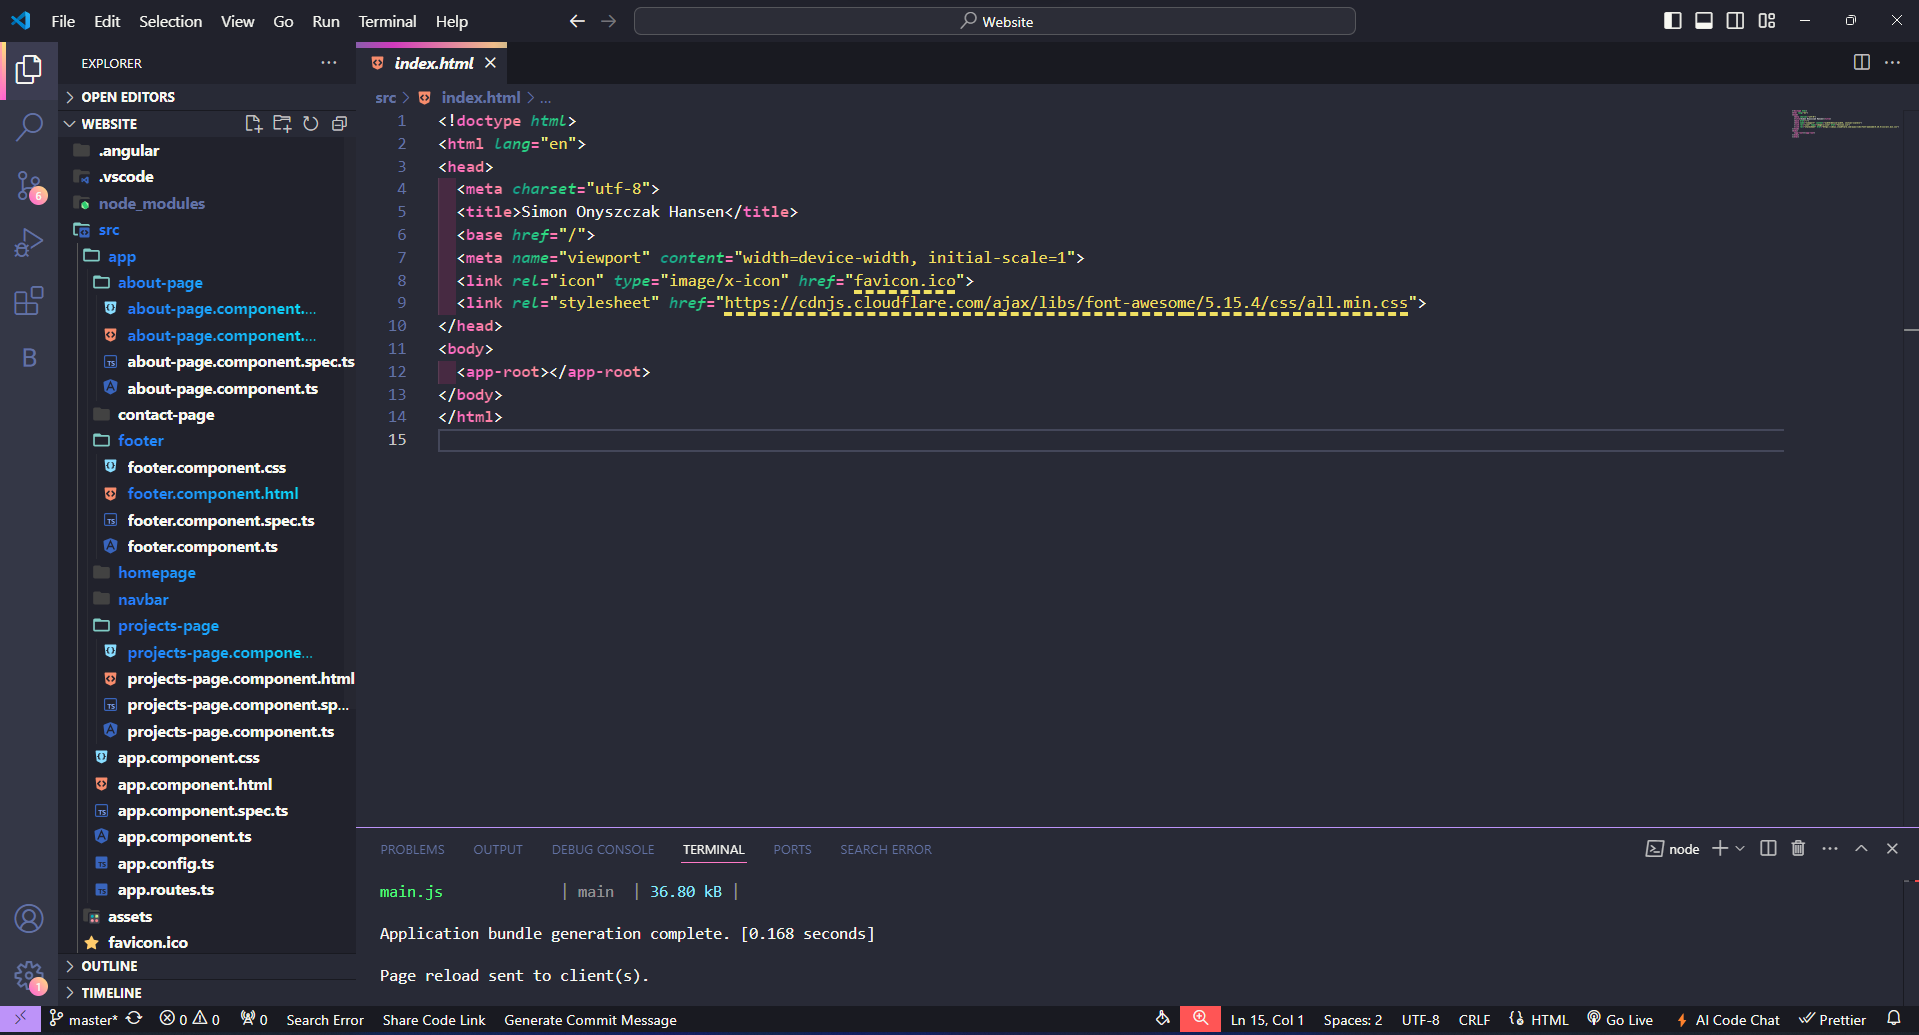 File Edit Selection View Go Run Terminal Help
Website
EXPLORER
OPEN EDITORS
WEBSITE
.angular
.vscode
node_modules
src
app
about-page
about-page.component....
about-page.component....
about-page.component.spec.ts
about-page.component.ts
contact-page
footer
footer.component.css
footer.component.html
footer.component.spec.ts
footer.component.ts
homepage
navbar
projects-page
projects-page.compone...
projects-page.component.html
projects-page.component.sp...
projects-page.component.ts
app.component.css
app.component.html
app.component.spec.ts
app.component.ts
app.config.ts
app.routes.ts
assets
favicon.ico
OUTLINE
TIMELINE
6
B
1
index.html
src > index.html > ...
1 <!doctype html>
2 <html lang="en">
3 <head>
4 <meta charset="utf-8">
5 <title>Simon Onyszczak Hansen</title>
6 <base href="/">
7 <meta name="viewport" content="width=device-width, initial-scale=1">
8 <link rel="icon" type="image/x-icon" href="favicon.ico">
9 <link rel="stylesheet" href="https://cdnjs.cloudflare.com/ajax/libs/font-awesome/5.15.4/css/all.min.css">
10 </head>
11 <body>
12 <app-root></app-root>
13 </body>
14 </html>
15
PROBLEMS OUTPUT DEBUG CONSOLE TERMINAL PORTS SEARCH ERROR
node
main.js | main | 36.80 kB |
Application bundle generation complete. [0.168 seconds]
Page reload sent to client(s).
master* 0 0 0 Search Error Share Code Link Generate Commit Message
Ln 15, Col 1 Spaces: 2 UTF-8 CRLF HTML Go Live AI Code Chat Prettier